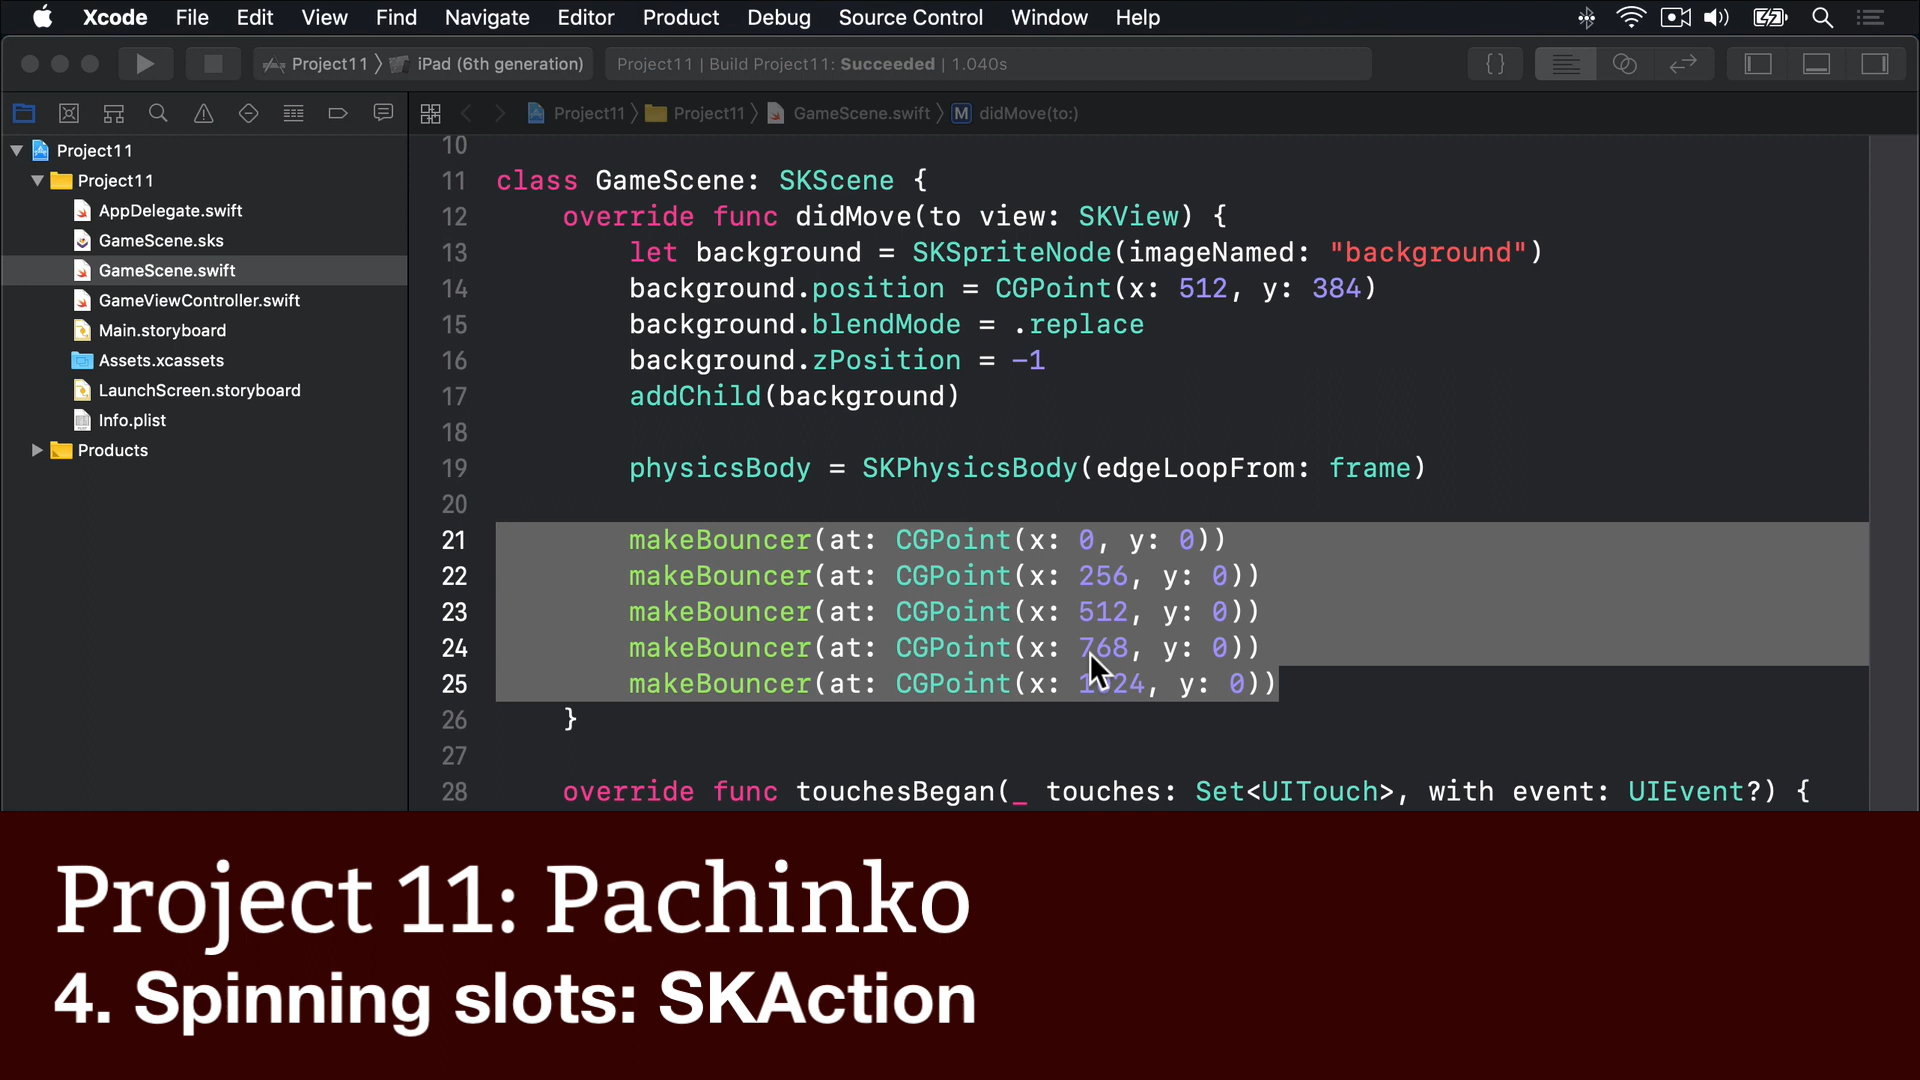 Xcode File Edit View Find Navigate Editor Product Debug Source Control Window Help
Project11 iPad (6th generation) Project11 | Build Project11: Succeeded | 1.040s {}
Project11 Project11 GameScene.swift M didMove(to:)
Project11
Project11
AppDelegate.swift
GameScene.sks
GameScene.swift
GameViewController.swift
Main.storyboard
Assets.xcassets
LaunchScreen.storyboard
Info.plist
Products
10
11 class GameScene: SKScene {
12 override func didMove(to view: SKView) {
13 let background = SKSpriteNode(imageNamed: "background")
14 background.position = CGPoint(x: 512, y: 384)
15 background.blendMode = .replace
16 background.zPosition = -1
17 addChild(background)
18
19 physicsBody = SKPhysicsBody(edgeLoopFrom: frame)
20
21 makeBouncer(at: CGPoint(x: 0, y: 0))
22 makeBouncer(at: CGPoint(x: 256, y: 0))
23 makeBouncer(at: CGPoint(x: 512, y: 0))
24 makeBouncer(at: CGPoint(x: 768, y: 0))
25 makeBouncer(at: CGPoint(x: 1024, y: 0))
26 }
27
28 override func touchesBegan(_ touches: Set<UITouch>, with event: UIEvent?) {
Project 11: Pachinko
4. Spinning slots: SKAction